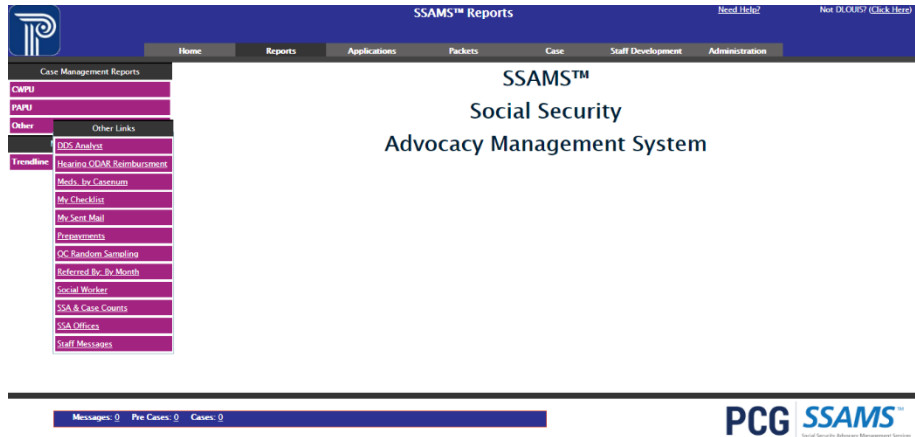 SSAMS™ Reports
Need Help?
Not DLOUIS? (Click Here)
Home Reports Applications Packets Case Staff Development Administration
Case Management Reports
CWPU
PAPU
Other
Trendline
Other Links
DDS Analyst
Hearing ODAR Reimbursment
Meds. by Casenum
My Checklist
My Sent Mail
Prepayments
QC Random Sampling
Referred By: By Month
Social Worker
SSA & Case Counts
SSA Offices
Staff Messages
SSAMS™
Social Security
Advocacy Management System
Messages: 0 Pre Cases: 0 Cases: 0
PCG
SSAMS™
Social Security Advocacy Management Services